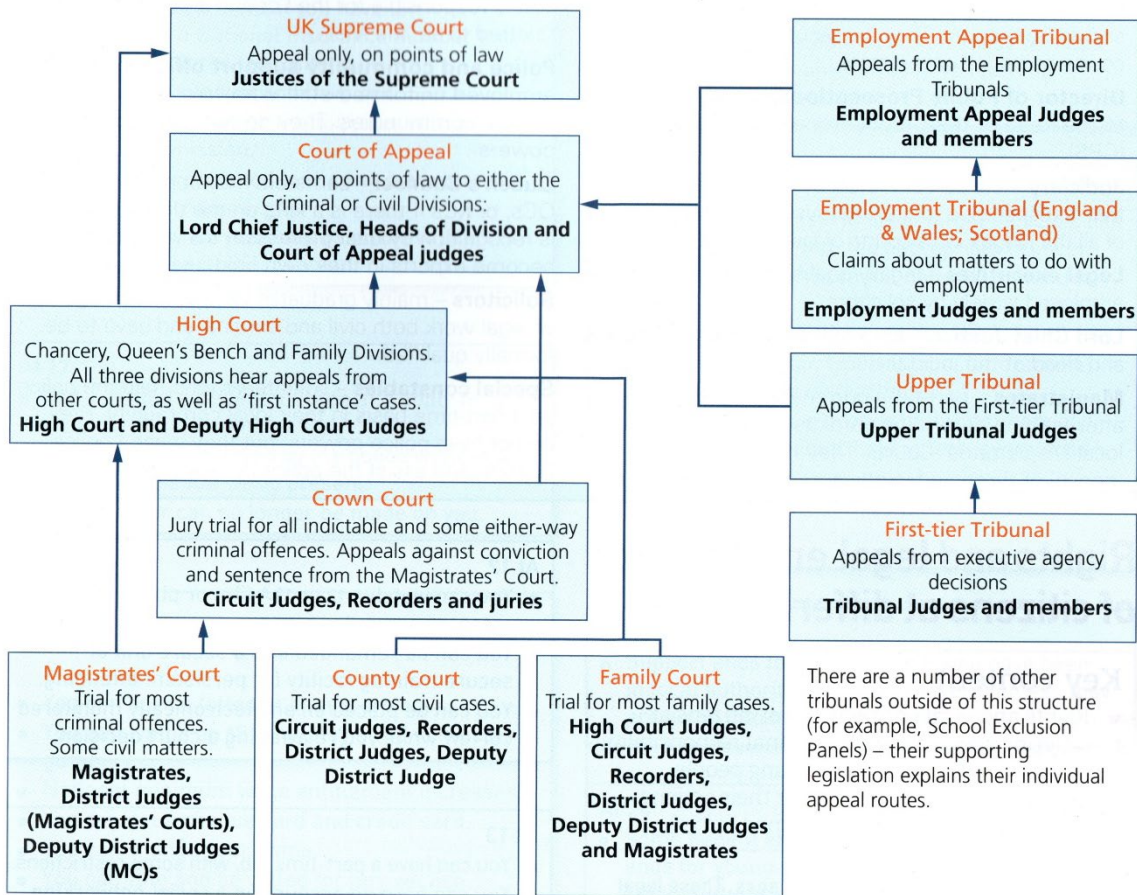 UK Supreme Court
Appeal only, on points of law
Justices of the Supreme Court
Court of Appeal
Appeal only, on points of law to either the
Criminal or Civil Divisions:
Lord Chief Justice, Heads of Division and
Court of Appeal judges
High Court
Chancery, Queen's Bench and Family Divisions.
All three divisions hear appeals from
other courts, as well as 'first instance' cases.
High Court and Deputy High Court Judges
Crown Court
Jury trial for all indictable and some either-way
criminal offences. Appeals against conviction
and sentence from the Magistrates' Court.
Circuit Judges, Recorders and juries
Magistrates' Court
Trial for most
criminal offences.
Some civil matters.
Magistrates,
District Judges
(Magistrates' Courts),
Deputy District Judges
(MC)s
County Court
Trial for most civil cases.
Circuit judges, Recorders,
District Judges, Deputy
District Judge
Family Court
Trial for most family cases.
High Court Judges,
Circuit Judges,
Recorders,
District Judges,
Deputy District Judges
and Magistrates
Employment Appeal Tribunal
Appeals from the Employment
Tribunals
Employment Appeal Judges
and members
Employment Tribunal (England
& Wales; Scotland)
Claims about matters to do with
employment
Employment Judges and members
Upper Tribunal
Appeals from the First-tier Tribunal
Upper Tribunal Judges
First-tier Tribunal
Appeals from executive agency
decisions
Tribunal Judges and members
There are a number of other
tribunals outside of this structure
(for example, School Exclusion
Panels) – their supporting
legislation explains their individual
appeal routes.